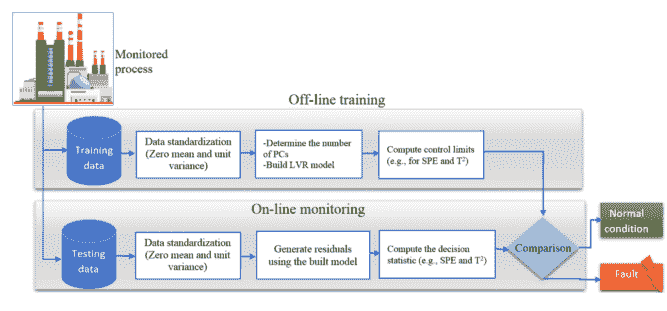 Monitored
process
Off-line training
Training
data
Data standardization
(Zero mean and unit
variance)
-Determine the number
of PCs
-Build LVR model
Compute control limits
(e.g., for SPE and T²)
On-line monitoring
Testing
data
Data standardization
(Zero mean and unit
variance)
Generate residuals
using the built model
Compute the decision
statistic (e.g., SPE and T²)
Comparison
Normal
condition
Fault